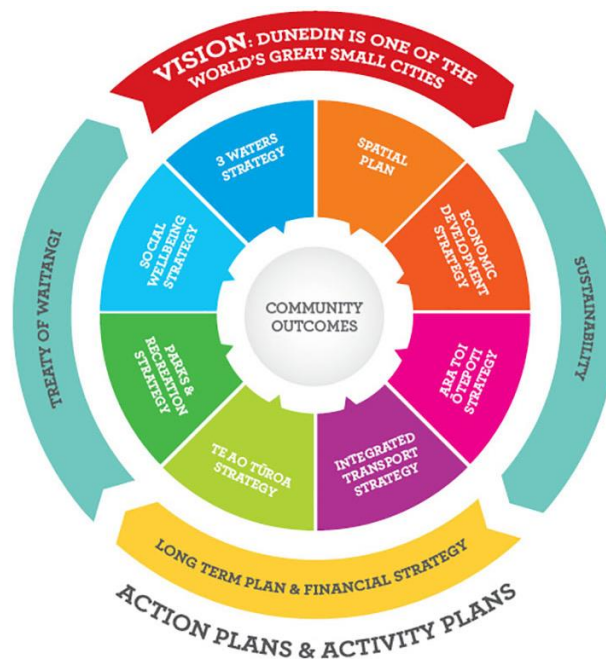 VISION: DUNEDIN IS ONE OF THE
WORLD'S GREAT SMALL CITIES
TREATY OF WAITANGI
SUSTAINABILITY
3 WATERS
STRATEGY
SPATIAL
PLAN
SOCIAL
WELLBEING
STRATEGY
ECONOMIC
DEVELOPMENT
STRATEGY
COMMUNITY
OUTCOMES
PARKS &
RECREATION
STRATEGY
ARA TOI
ŌTEPOTI
STRATEGY
TE AO TŪROA
STRATEGY
INTEGRATED
TRANSPORT
STRATEGY
LONG TERM PLAN & FINANCIAL STRATEGY
ACTION PLANS & ACTIVITY PLANS